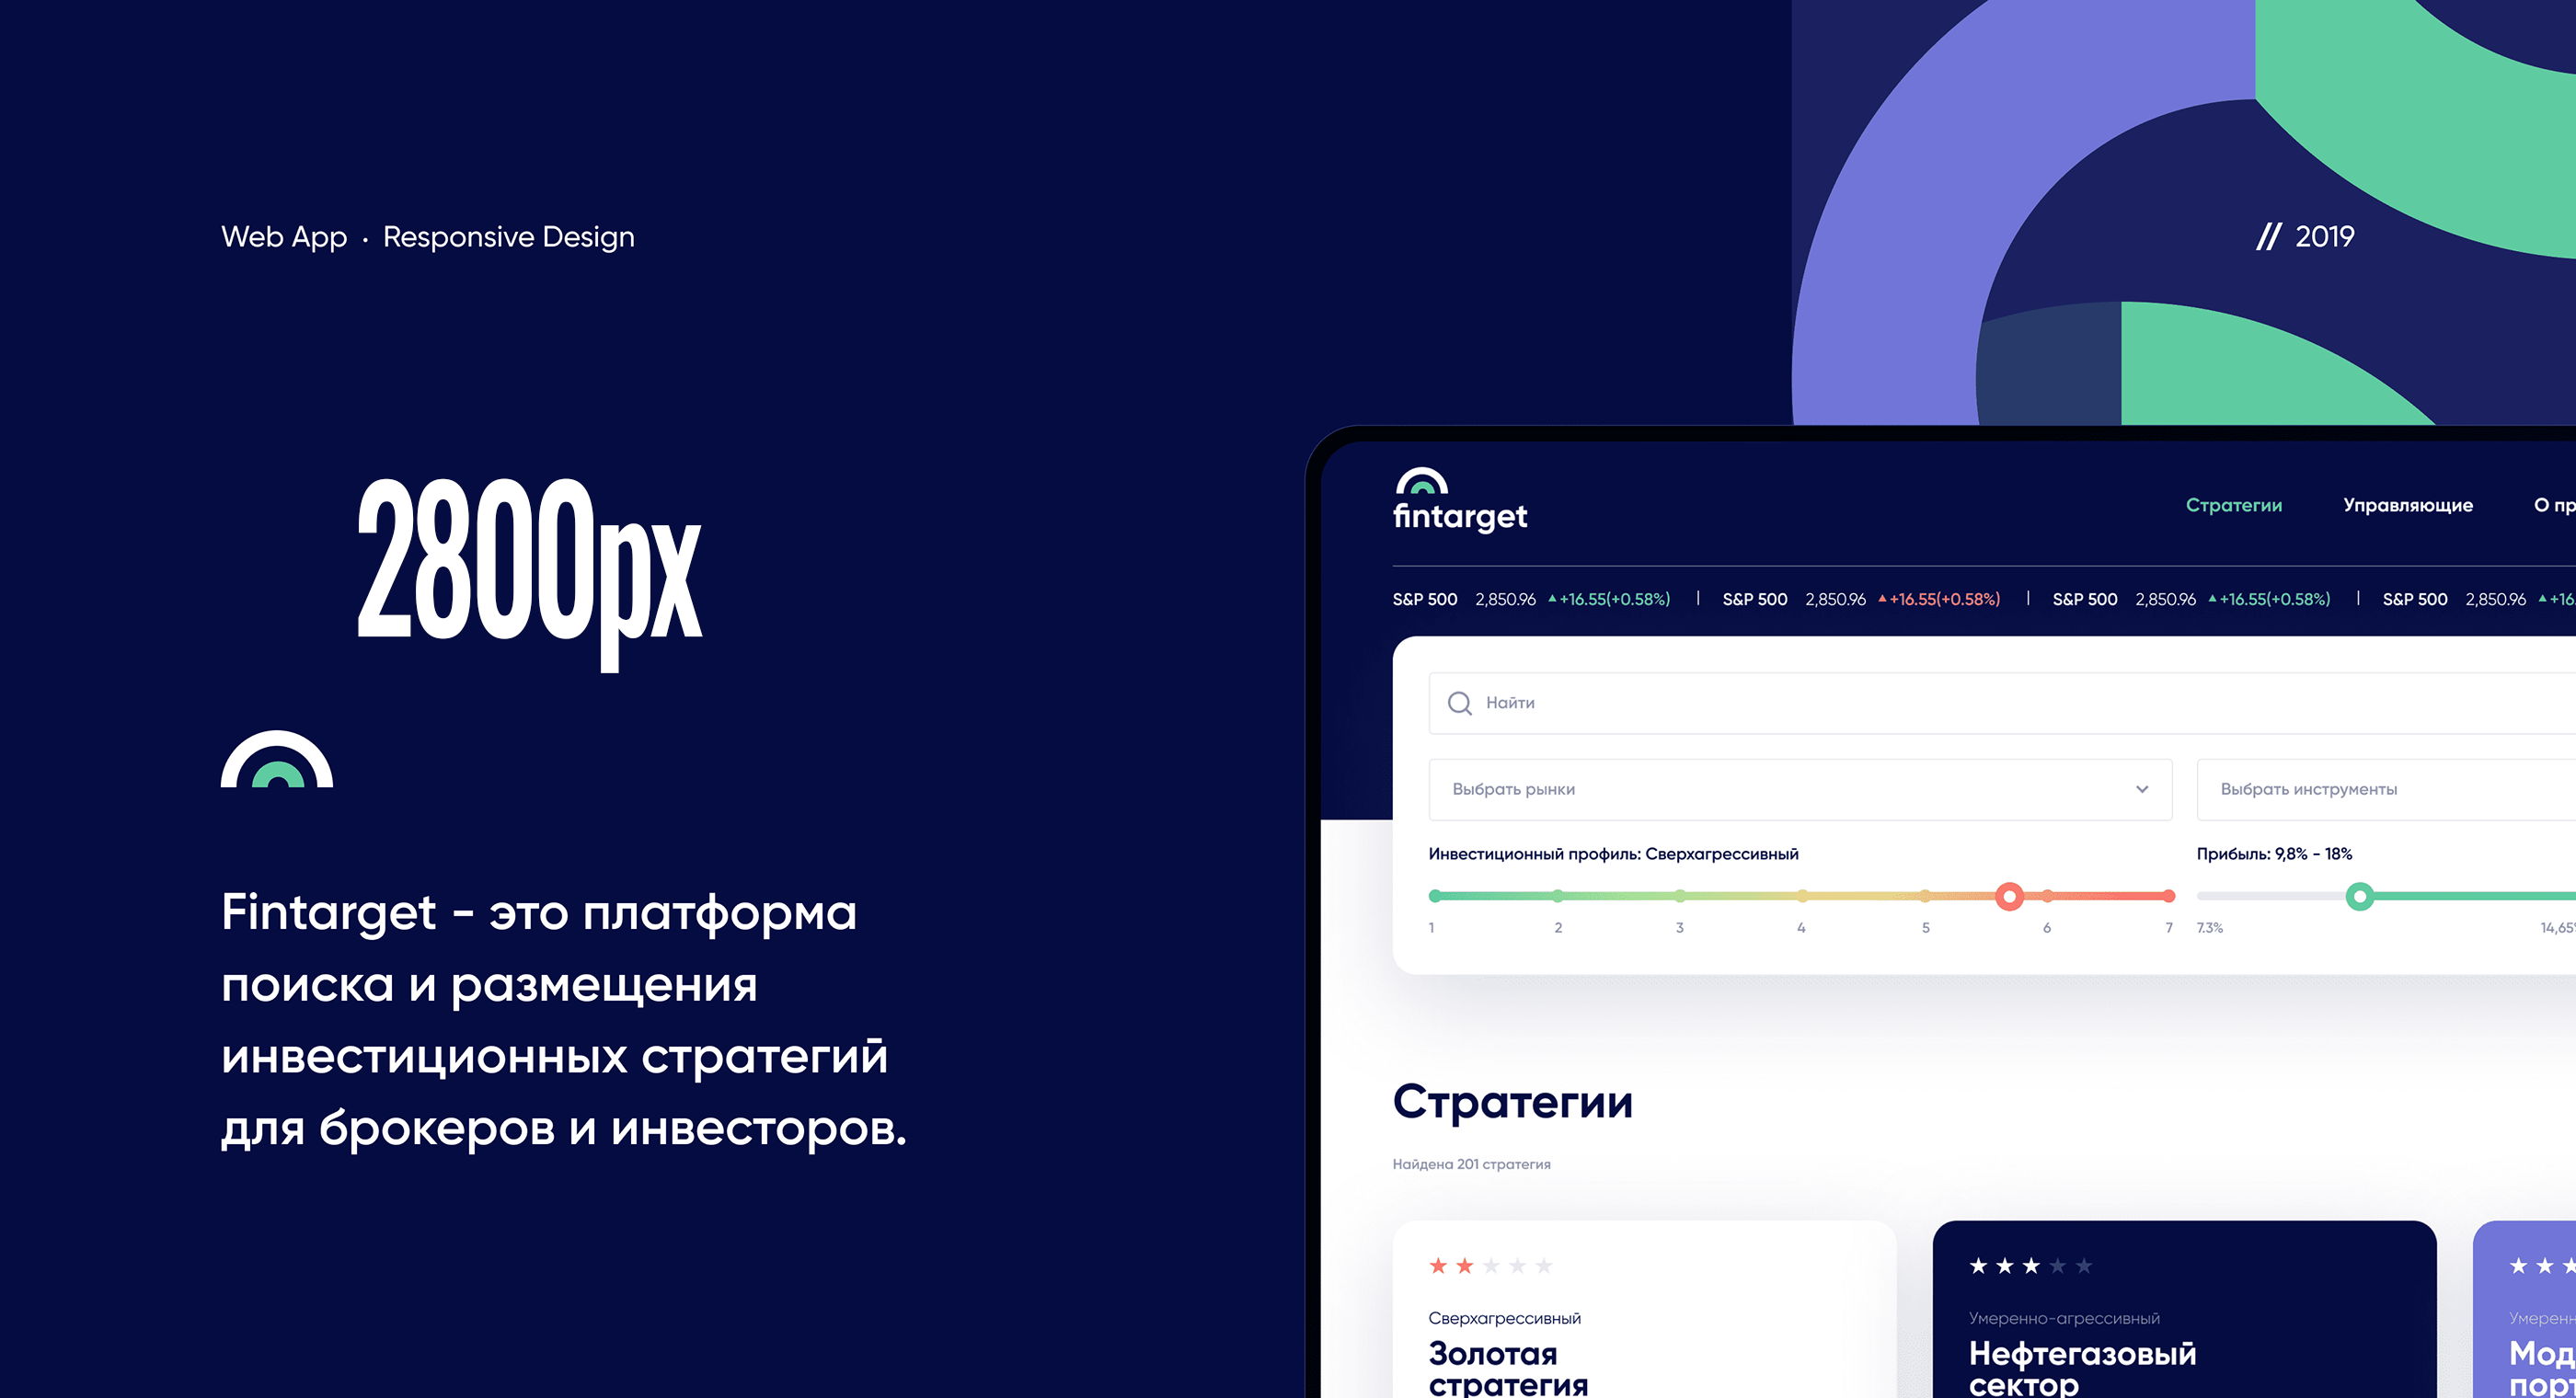 Web App · Responsive Design
// 2019
2800px
Fintarget - это платформа
поиска и размещения
инвестиционных стратегий
для брокеров и инвесторов.
fintarget
Стратегии Управляющие О пр
S&P 500 2,850.96 ▲+16.55(+0.58%) | S&P 500 2,850.96 ▲+16.55(+0.58%) | S&P 500 2,850.96 ▲+16.55(+0.58%) | S&P 500 2,850.96 ▲+16.
Найти
Выбрать рынки Выбрать инструменты
Инвестиционный профиль: Сверхагрессивный Прибыль: 9,8% - 18%
1 2 3 4 5 6 7 7.3% 14,65%
Стратегии
Найдена 201 стратегия
★★★★★ ★★★★★ ★★★
Сверхагрессивный Умеренно-агрессивный Умеренн
Золотая Нефтегазовый Мод
стратегия сектор порт